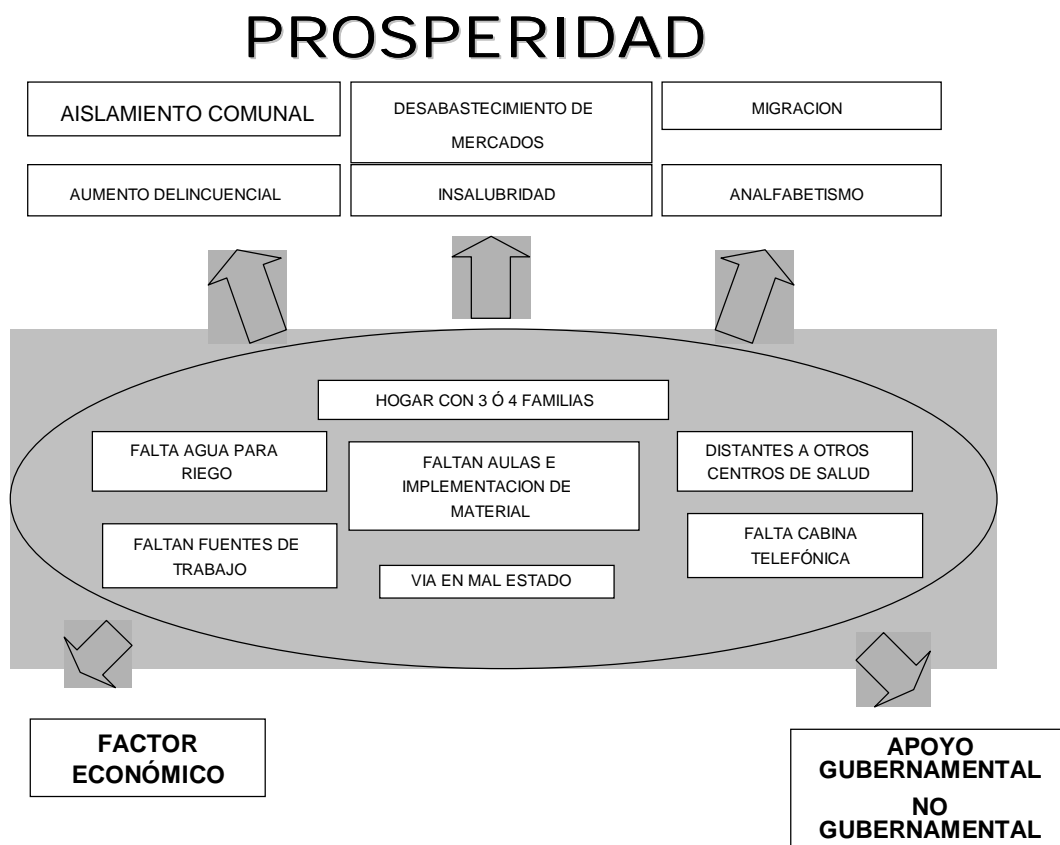 PROSPERIDAD
AISLAMIENTO COMUNAL
DESABASTECIMIENTO DE
MERCADOS
MIGRACION
AUMENTO DELINCUENCIAL
INSALUBRIDAD
ANALFABETISMO
HOGAR CON 3 Ó 4 FAMILIAS
FALTA AGUA PARA
RIEGO
FALTAN AULAS E
IMPLEMENTACION DE
MATERIAL
DISTANTES A OTROS
CENTROS DE SALUD
FALTAN FUENTES DE
TRABAJO
VIA EN MAL ESTADO
FALTA CABINA
TELEFÓNICA
FACTOR
ECONÓMICO
APOYO
GUBERNAMENTAL
NO
GUBERNAMENTAL